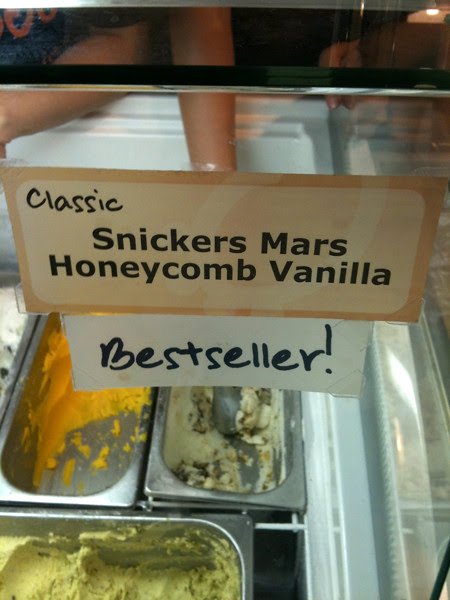 Classic
Snickers Mars
Honeycomb Vanilla
Bestseller!